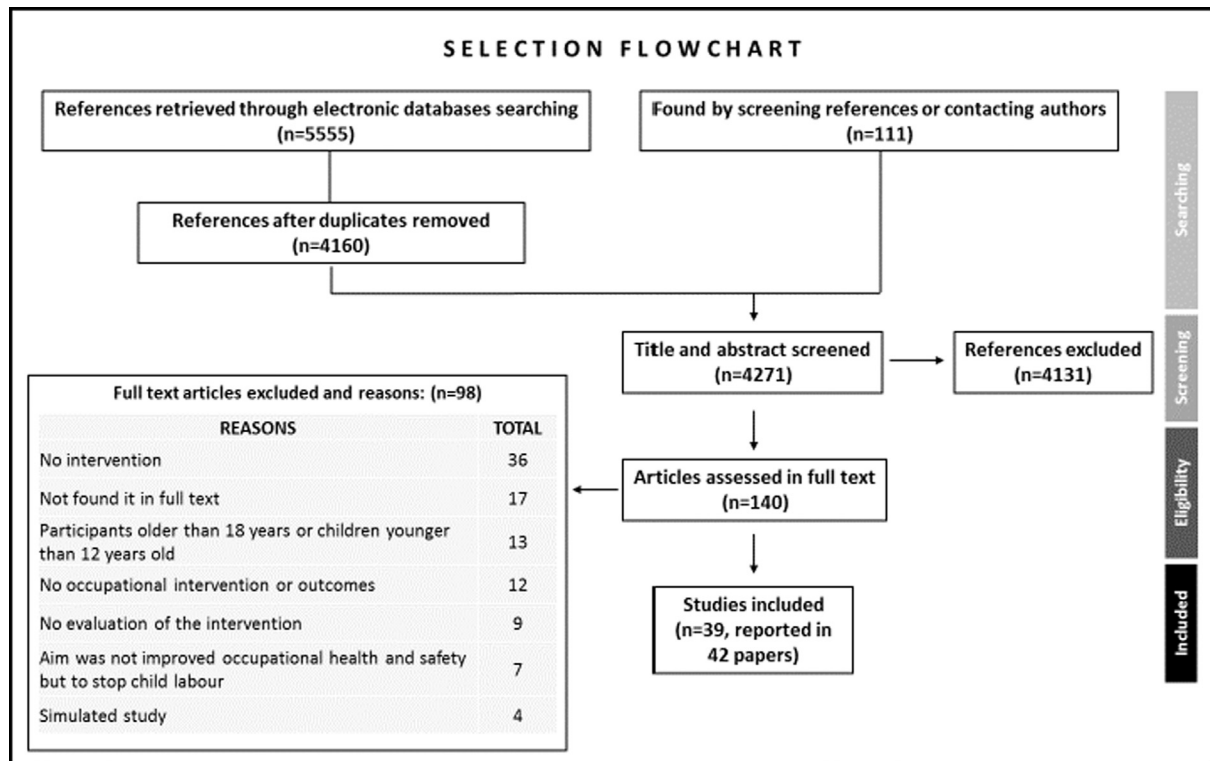 SELECTION FLOWCHART
References retrieved through electronic databases searching
(n=5555)
Found by screening references or contacting authors
(n=111)
References after duplicates removed
(n=4160)
Title and abstract screened
(n=4271)
References excluded
(n=4131)
Articles assessed in full text
(n=140)
Full text articles excluded and reasons: (n=98)
REASONS TOTAL
No intervention 36
Not found it in full text 17
Participants older than 18 years or children younger
than 12 years old 13
No occupational intervention or outcomes 12
No evaluation of the intervention 9
Aim was not improved occupational health and safety
but to stop child labour 7
Simulated study 4
Studies included
(n=39, reported in
42 papers)
Searching
Screening
Eligibility
Included